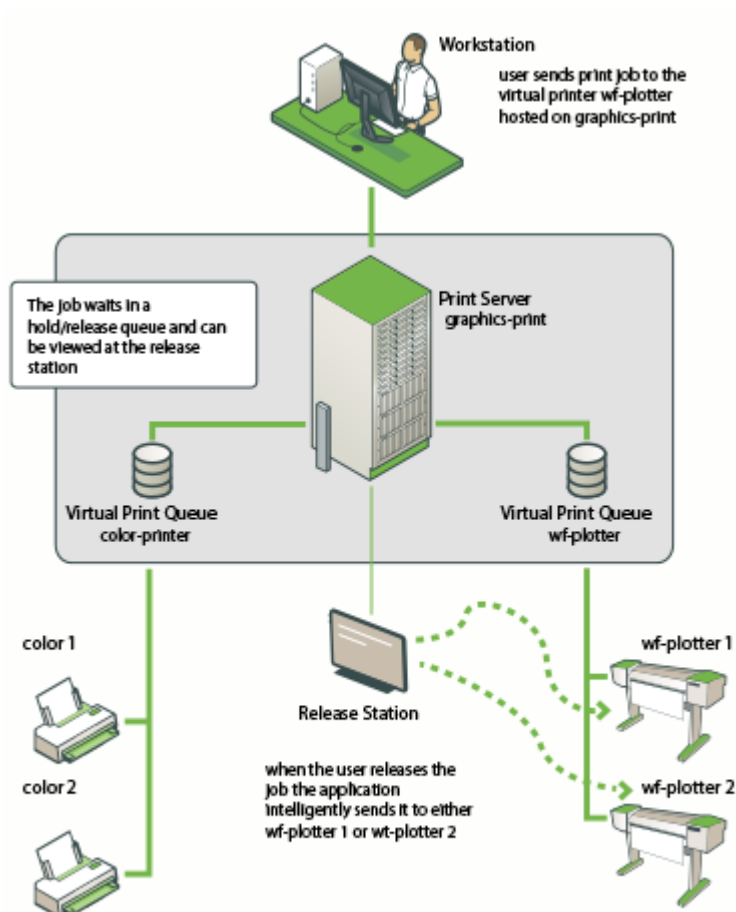 Workstation
user sends print job to the
virtual printer wf-plotter
hosted on graphics-print
The job waits in a
hold/release queue and can
be viewed at the release
station
Print Server
graphics-print
Virtual Print Queue
color-printer
Virtual Print Queue
wf-plotter
color 1
wf-plotter 1
Release Station
color 2
when the user releases the
job the application
intelligently sends it to either
wf-plotter 1 or wt-plotter 2
wf-plotter 2